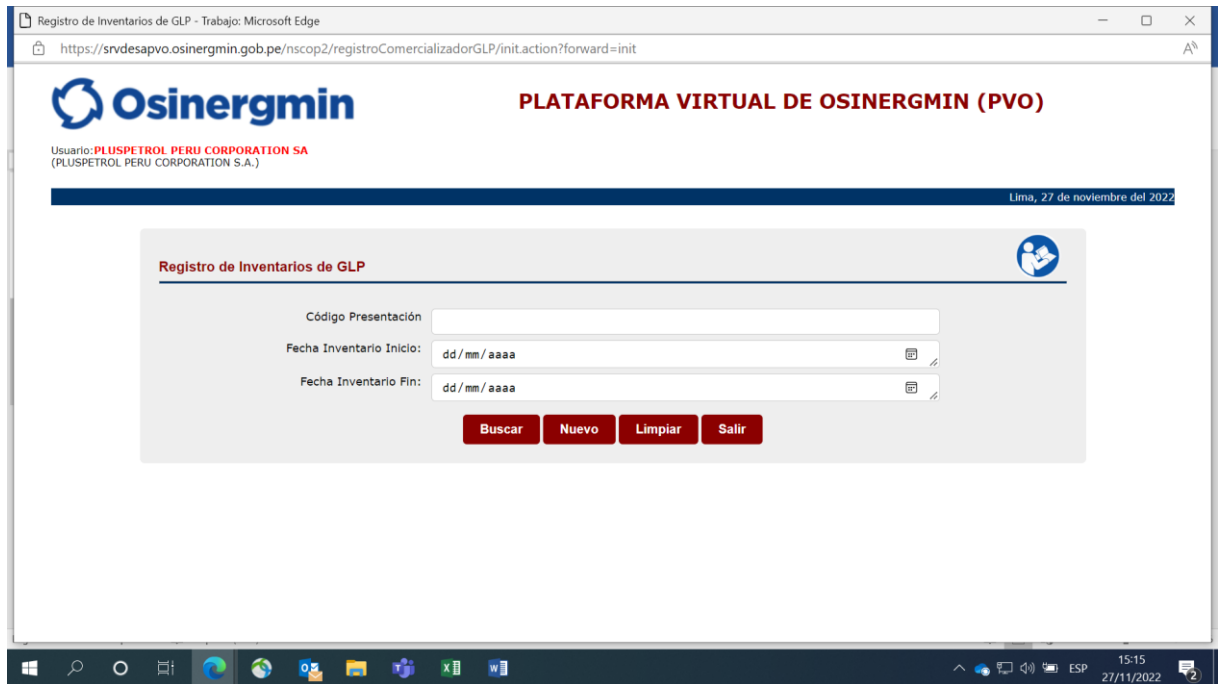 Registro de Inventarios de GLP - Trabajo: Microsoft Edge
https://srvdesapvo.osinergmin.gob.pe/nscop2/registroComercializadorGLP/init.action?forward=init
Osinergmin
PLATAFORMA VIRTUAL DE OSINERGMIN (PVO)
Usuario:PLUSPETROL PERU CORPORATION SA
(PLUSPETROL PERU CORPORATION S.A.)
Lima, 27 de noviembre del 2022
Registro de Inventarios de GLP
Código Presentación
Fecha Inventario Inicio: dd/mm/aaaa
Fecha Inventario Fin: dd/mm/aaaa
Buscar Nuevo Limpiar Salir
ESP 15:15
27/11/2022 2